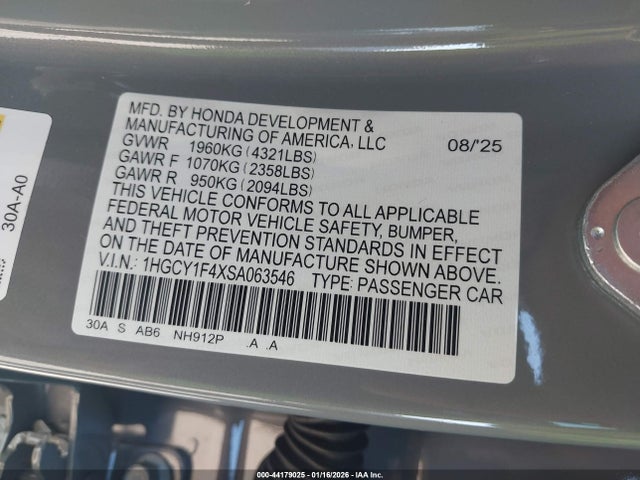 MFD. BY HONDA DEVELOPMENT &
MANUFACTURING OF AMERICA, LLC 08/'25
GVWR 1960KG (4321LBS)
GAWR F 1070KG (2358LBS)
GAWR R 950KG (2094LBS)
THIS VEHICLE CONFORMS TO ALL APPLICABLE
FEDERAL MOTOR VEHICLE SAFETY, BUMPER,
AND THEFT PREVENTION STANDARDS IN EFFECT
ON THE DATE OF MANUFACTURE SHOWN ABOVE.
V.I.N.: 1HGCY1F4XSA063546 TYPE: PASSENGER CAR
30A S AB6 NH912P .A .A
30A-A0
000-44179025 - 01/16/2026 - IAA Inc.